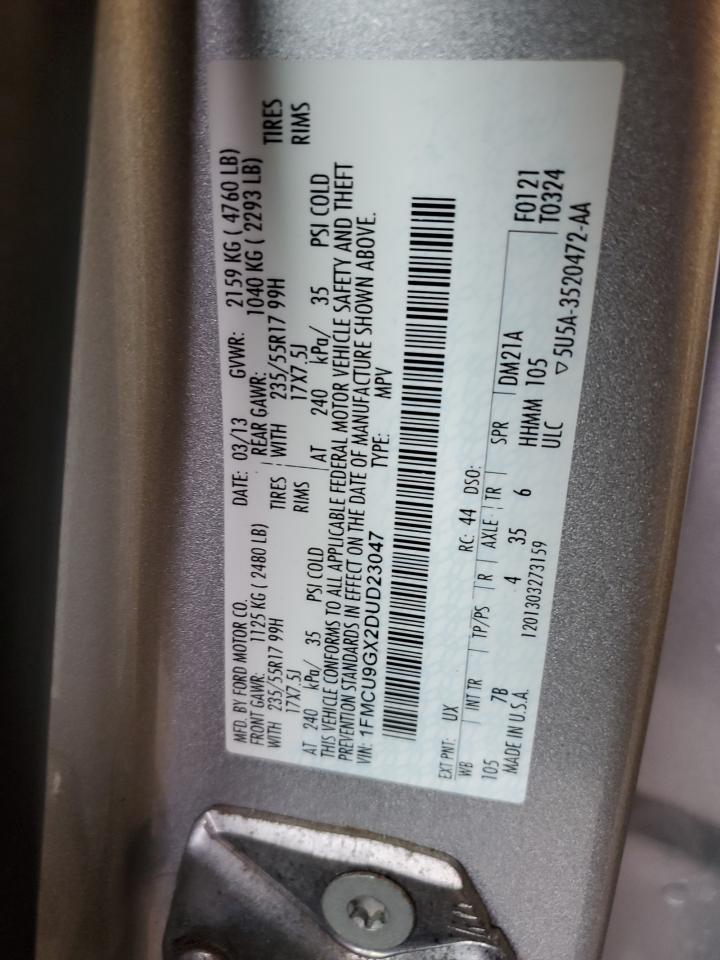 MFD. BY FORD MOTOR CO.
DATE: 03/13 GVWR: 2159 KG ( 4760 LB)
FRONT GAWR: 1125 KG ( 2480 LB) REAR GAWR: 1040 KG ( 2293 LB)
WITH 235/55R17 99H TIRES WITH 235/55R17 99H TIRES
17X7.5J RIMS 17X7.5J RIMS
AT 240 kPa/ 35 PSI COLD AT 240 kPa/ 35 PSI COLD
THIS VEHICLE CONFORMS TO ALL APPLICABLE FEDERAL MOTOR VEHICLE SAFETY AND THEFT
PREVENTION STANDARDS IN EFFECT ON THE DATE OF MANUFACTURE SHOWN ABOVE.
VIN: 1FMCU9GX2DUD23047 TYPE: MPV
EXT PNT: UX RC: 44 DSO: F0121
WB INT TR TP/PS R AXLE TR SPR DM21A T0324
105 7B 4 35 6 HHMM 105
MADE IN U.S.A. 1201303273159 ULC ▽5U5A-3520472-AA